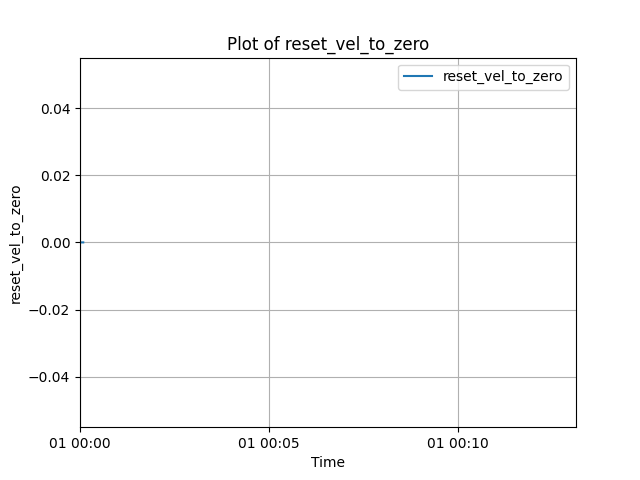 Plot of reset_vel_to_zero
reset_vel_to_zero
0.04
0.02
0.00
−0.02
−0.04
reset_vel_to_zero
01 00:00
01 00:05
01 00:10
Time